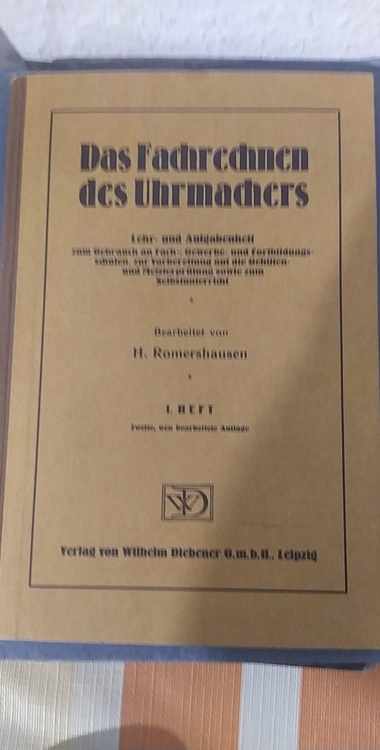 Das Fachrechnen
des Uhrmachers
Lehr- und Aufgabenheft
zum Gebrauch an Fach-, Gewerbe- und Fortbildungs-
schulen, zur Vorbereitung auf die Gehilfen-
und Meisterprüfung sowie zum
Selbstunterricht
Bearbeitet von
H. Romershausen
I. HEFT
Zweite, neu bearbeitete Auflage
WD
Verlag von Wilhelm Diebener G.m.b.H., Leipzig